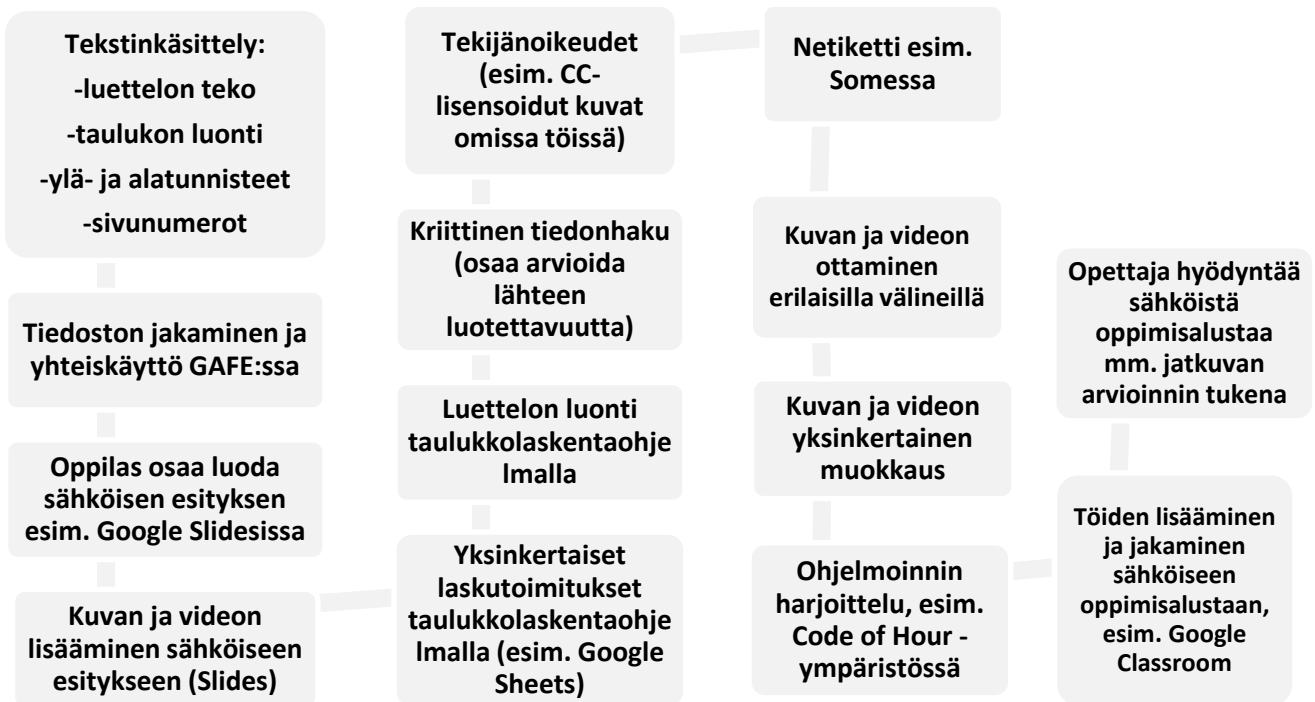 Tekstinkäsittely:
-luettelon teko
-taulukon luonti
-ylä- ja alatunnisteet
-sivunumerot
Tiedoston jakaminen ja
yhteiskäyttö GAFE:ssa
Oppilas osaa luoda
sähköisen esityksen
esim. Google Slidesissa
Kuvan ja videon
lisääminen sähköiseen
esitykseen (Slides)
Yksinkertaiset
laskutoimitukset
taulukkolaskentaohje
lmalla (esim. Google
Sheets)
Luettelon luonti
taulukkolaskentaohje
lmalla
Kriittinen tiedonhaku
(osaa arvioida
lähteen
luotettavuutta)
Tekijänoikeudet
(esim. CC-
lisensoidut kuvat
omissa töissä)
Netiketti esim.
Somessa
Kuvan ja videon
ottaminen
erilaisilla välineillä
Kuvan ja videon
yksinkertainen
muokkaus
Ohjelmoinnin
harjoittelu, esim.
Code of Hour -
ympäristössä
Töiden lisääminen
ja jakaminen
sähköiseen
oppimisalustaan,
esim. Google
Classroom
Opettaja hyödyntää
sähköistä
oppimisalustaa
mm. jatkuvan
arvioinnin tukena